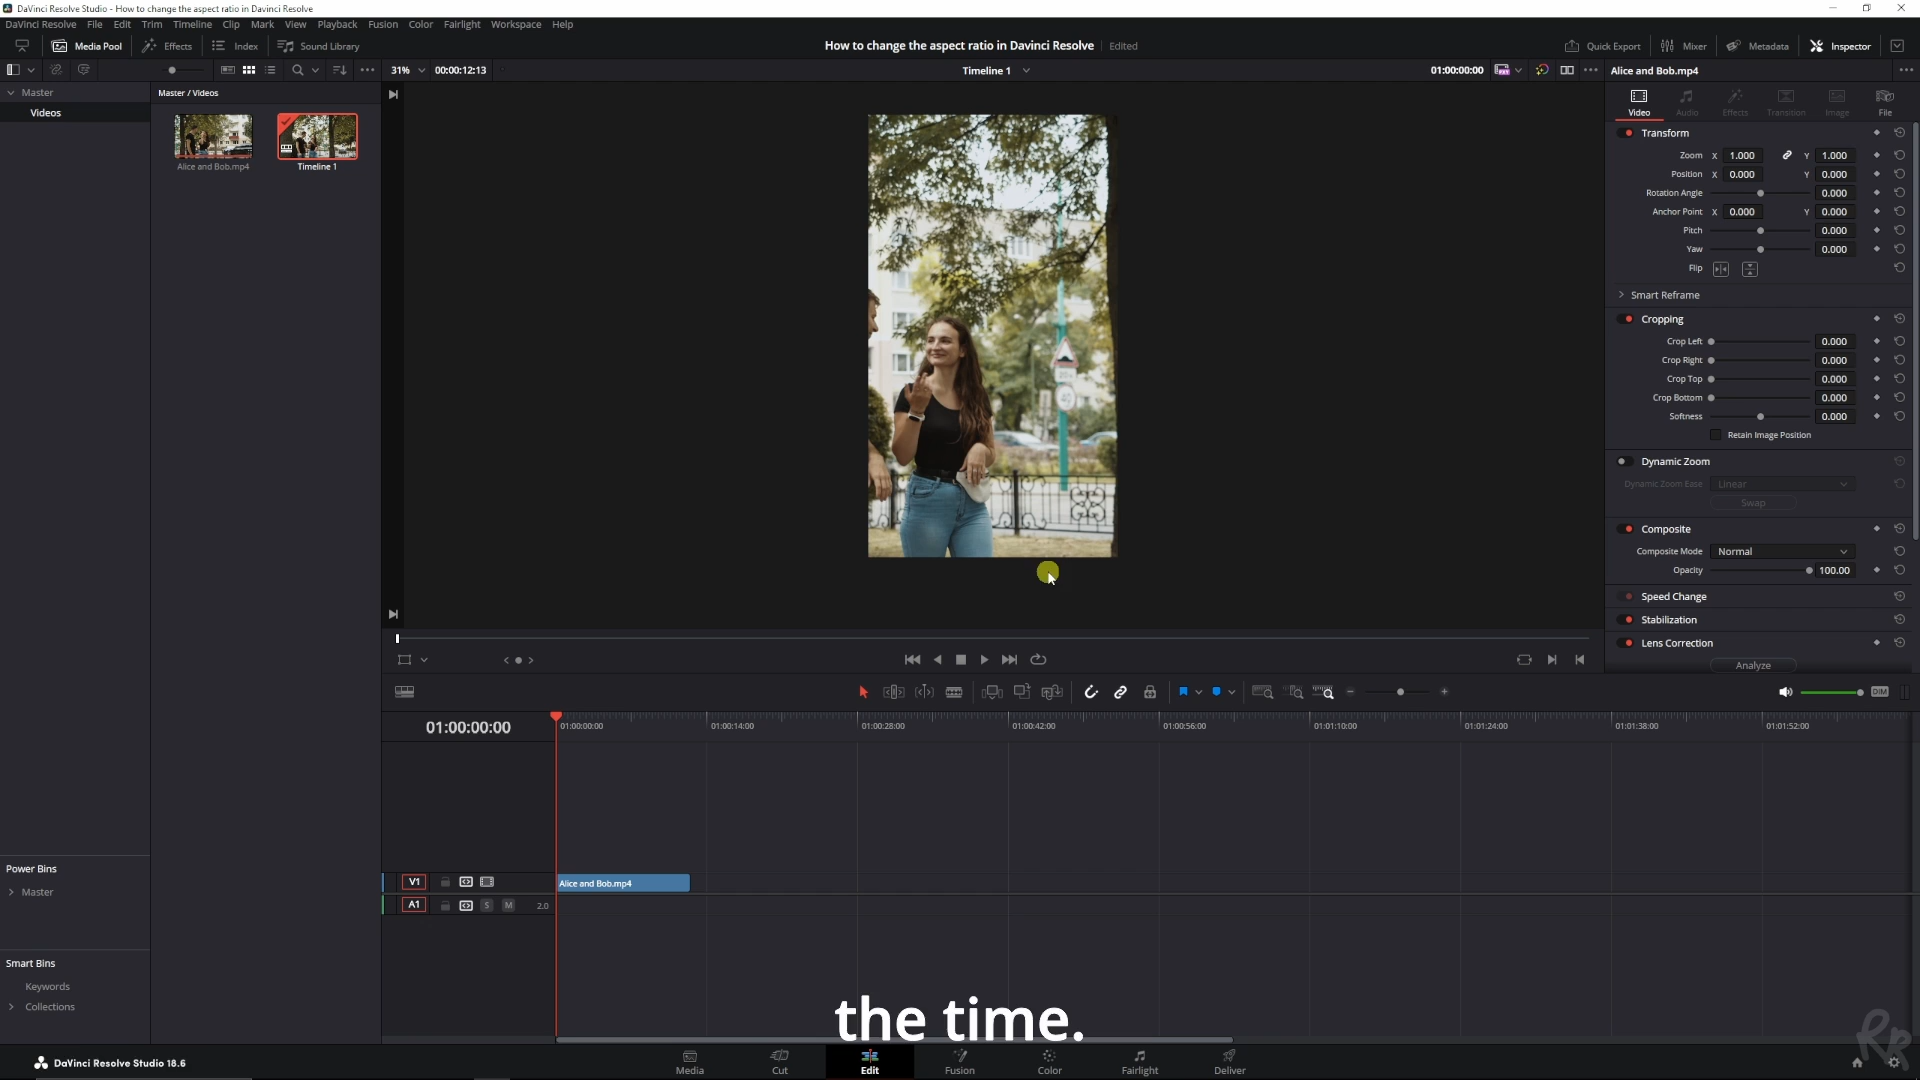 DaVinci Resolve Studio - How to change the aspect ratio in Davinci Resolve
DaVinci Resolve File Edit Trim Timeline Clip Mark View Playback Fusion Color Fairlight Workspace Help
Media Pool Effects Index Sound Library How to change the aspect ratio in Davinci Resolve Edited Quick Export Mixer Metadata Inspector
31% 00:00:12:13 Timeline 1 01:00:00:00 Alice and Bob.mp4
Master Master / Videos
Videos
Alice and Bob.mp4 Timeline 1
Video Audio Effects Transition Image File
Transform
Zoom X 1.000 Y 1.000
Position X 0.000 Y 0.000
Rotation Angle 0.000
Anchor Point X 0.000 Y 0.000
Pitch 0.000
Yaw 0.000
Flip
Smart Reframe
Cropping
Crop Left 0.000
Crop Right 0.000
Crop Top 0.000
Crop Bottom 0.000
Softness 0.000
Retain Image Position
Dynamic Zoom
Dynamic Zoom Ease Linear
Swap
Composite
Composite Mode Normal
Opacity 100.00
Speed Change
Stabilization
Lens Correction
Analyze
40
DIM
01:00:00:00 01:00:00:00 01:00:14:00 01:00:28:00 01:00:42:00 01:00:56:00 01:01:10:00 01:01:24:00 01:01:38:00 01:01:52:00
Power Bins
Master
V1 Alice and Bob.mp4
A1 S M 2.0
Smart Bins
Keywords
Collections
the time.
DaVinci Resolve Studio 18.6
Media Cut Edit Fusion Color Fairlight Deliver